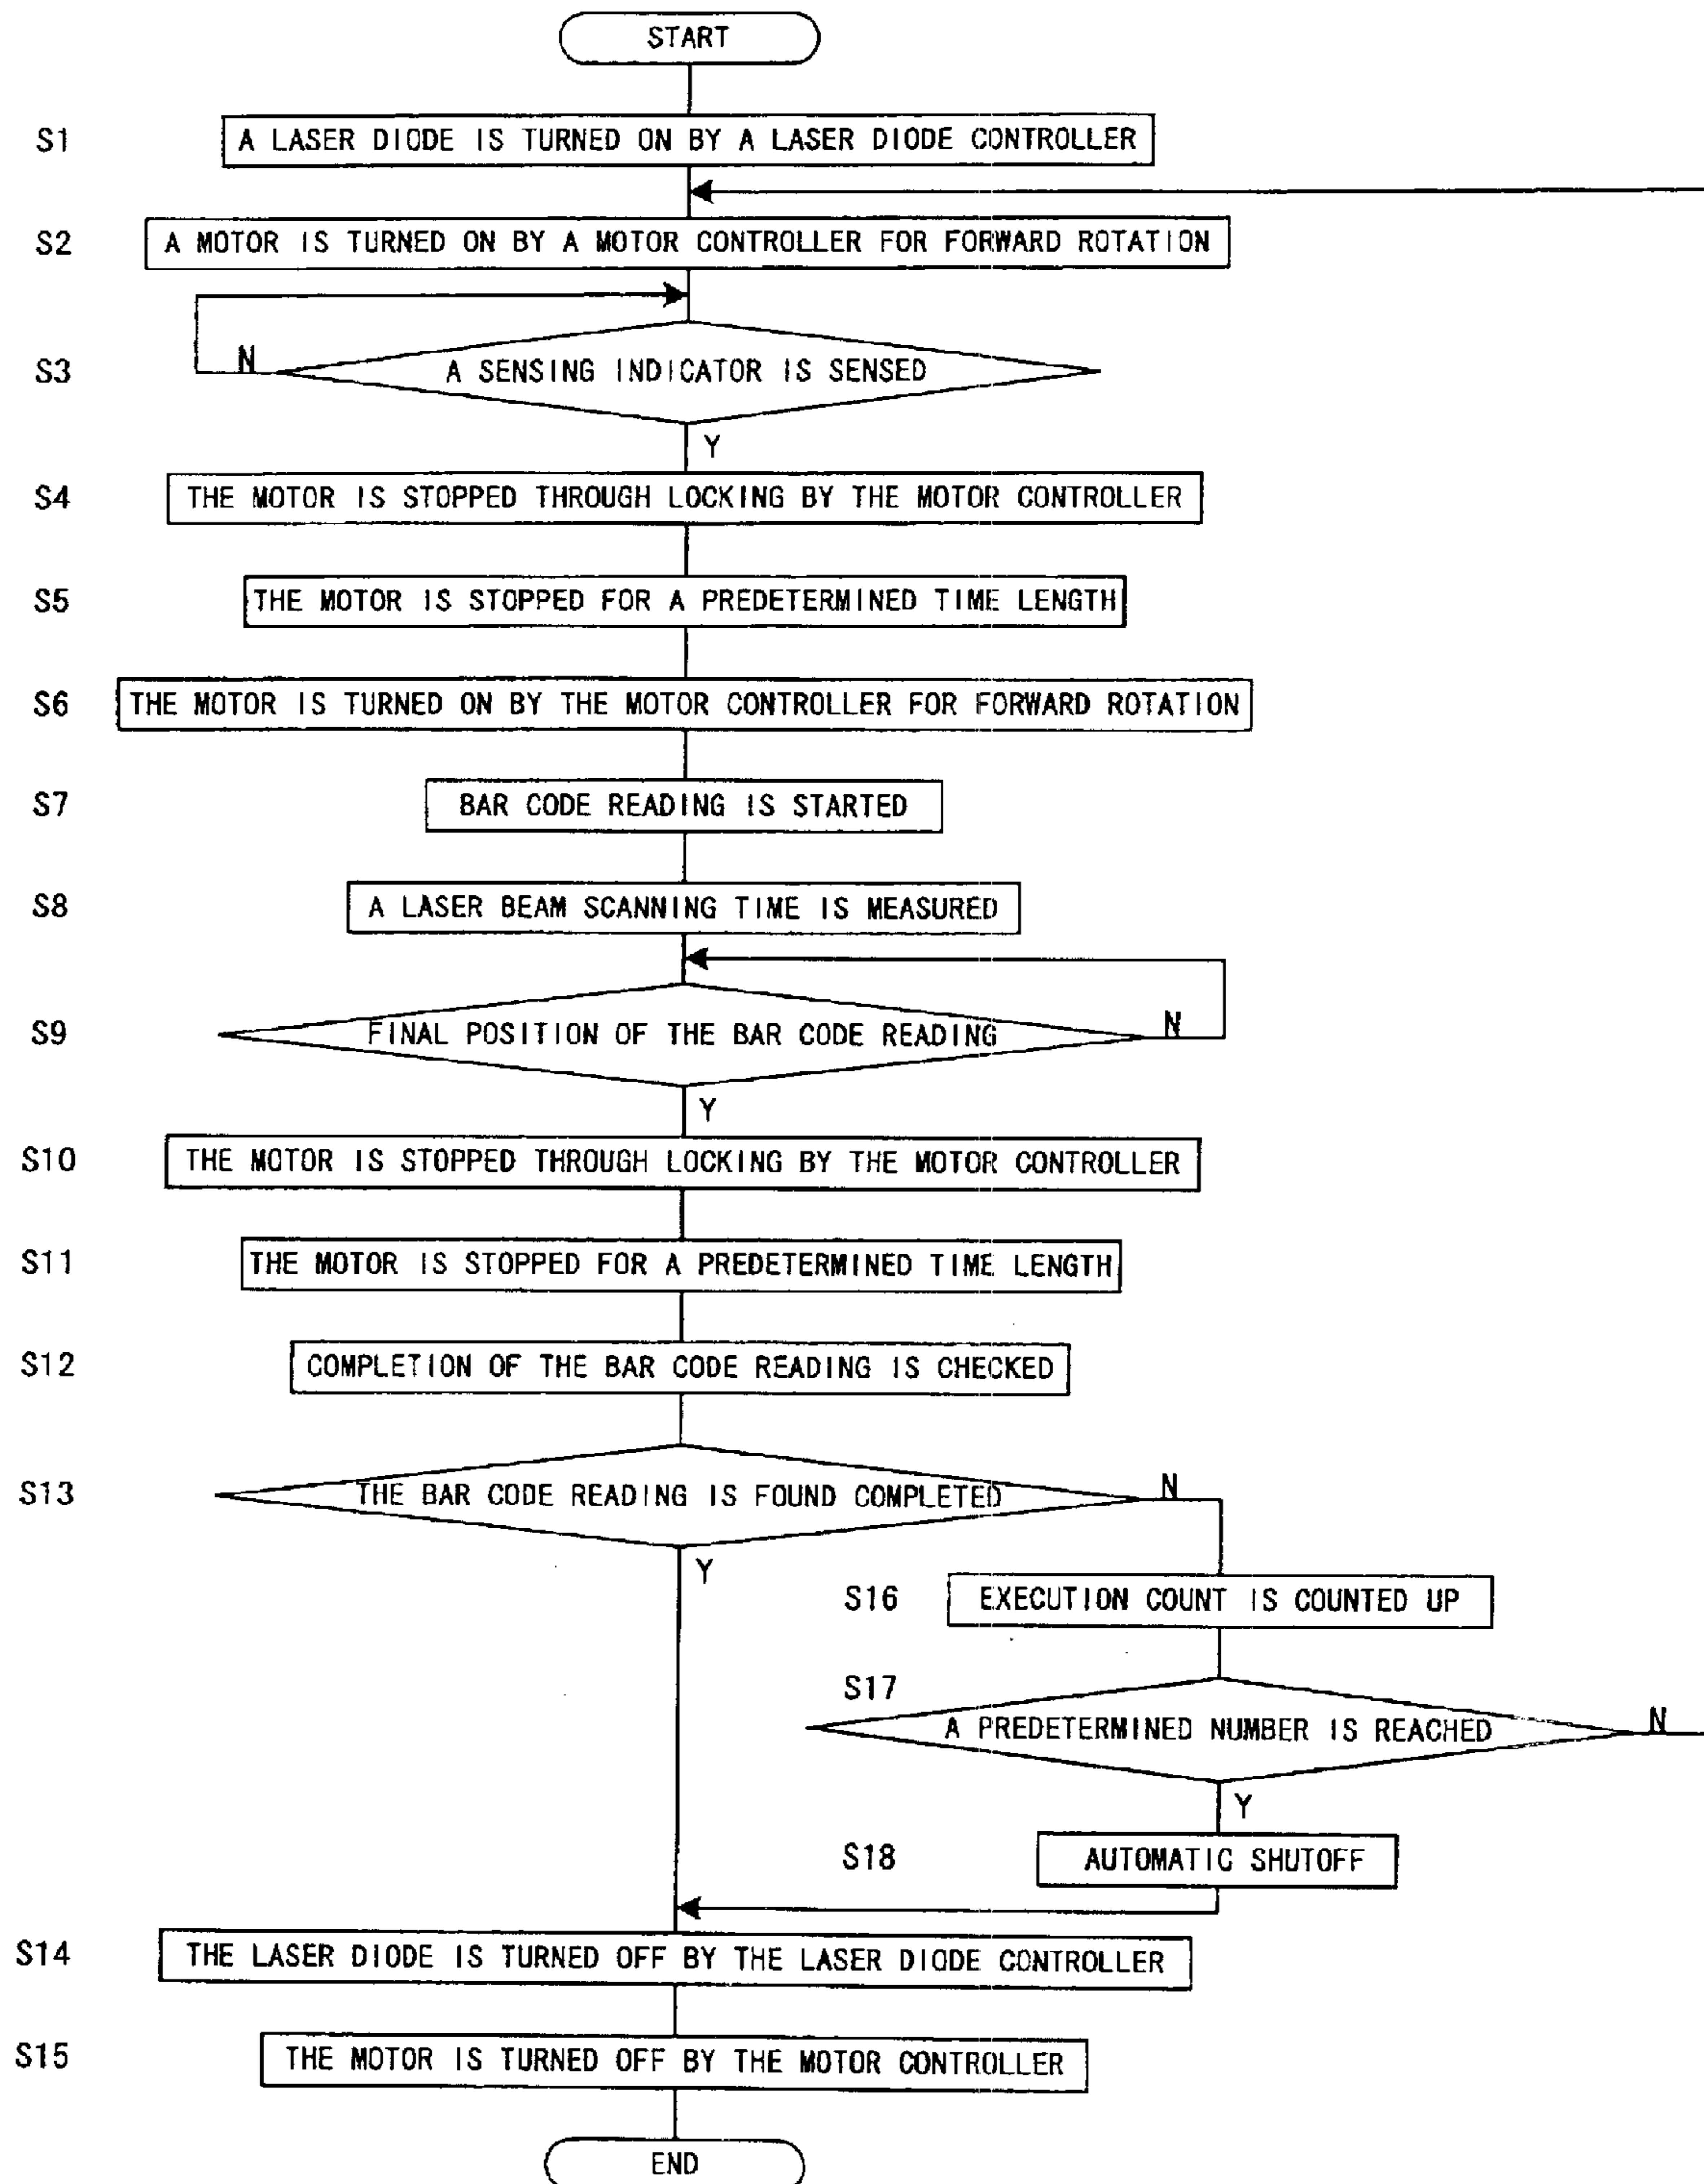 START
S1
A LASER DIODE IS TURNED ON BY A LASER DIODE CONTROLLER
S2
A MOTOR IS TURNED ON BY A MOTOR CONTROLLER FOR FORWARD ROTATION
N
S3
A SENSING INDICATOR IS SENSED
Y
S4
THE MOTOR IS STOPPED THROUGH LOCKING BY THE MOTOR CONTROLLER
S5
THE MOTOR IS STOPPED FOR A PREDETERMINED TIME LENGTH
S6
THE MOTOR IS TURNED ON BY THE MOTOR CONTROLLER FOR FORWARD ROTATION
S7
BAR CODE READING IS STARTED
S8
A LASER BEAM SCANNING TIME IS MEASURED
S9
FINAL POSITION OF THE BAR CODE READING
N
Y
S10
THE MOTOR IS STOPPED THROUGH LOCKING BY THE MOTOR CONTROLLER
S11
THE MOTOR IS STOPPED FOR A PREDETERMINED TIME LENGTH
S12
COMPLETION OF THE BAR CODE READING IS CHECKED
S13
THE BAR CODE READING IS FOUND COMPLETED
N
Y
S16
EXECUTION COUNT IS COUNTED UP
S17
A PREDETERMINED NUMBER IS REACHED
N
Y
S18
AUTOMATIC SHUTOFF
S14
THE LASER DIODE IS TURNED OFF BY THE LASER DIODE CONTROLLER
S15
THE MOTOR IS TURNED OFF BY THE MOTOR CONTROLLER
END